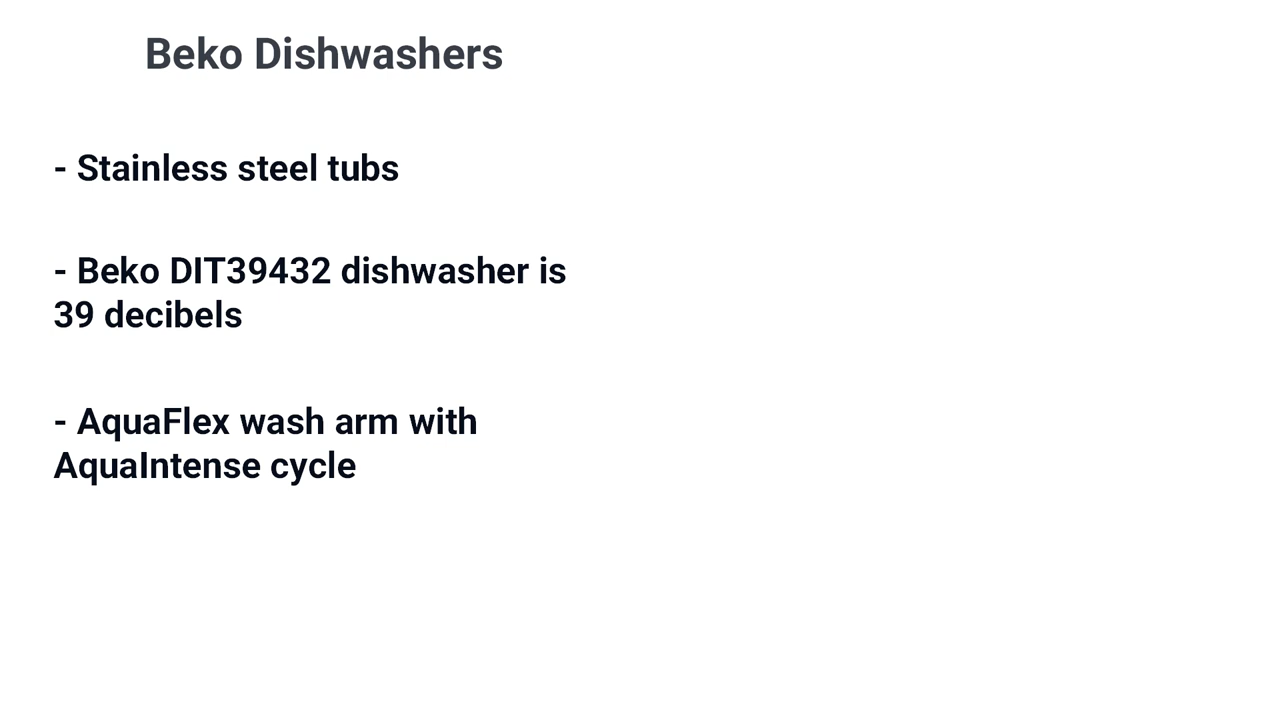 Beko Dishwashers
- Stainless steel tubs
- Beko DIT39432 dishwasher is
39 decibels
- AquaFlex wash arm with
AquaIntense cycle